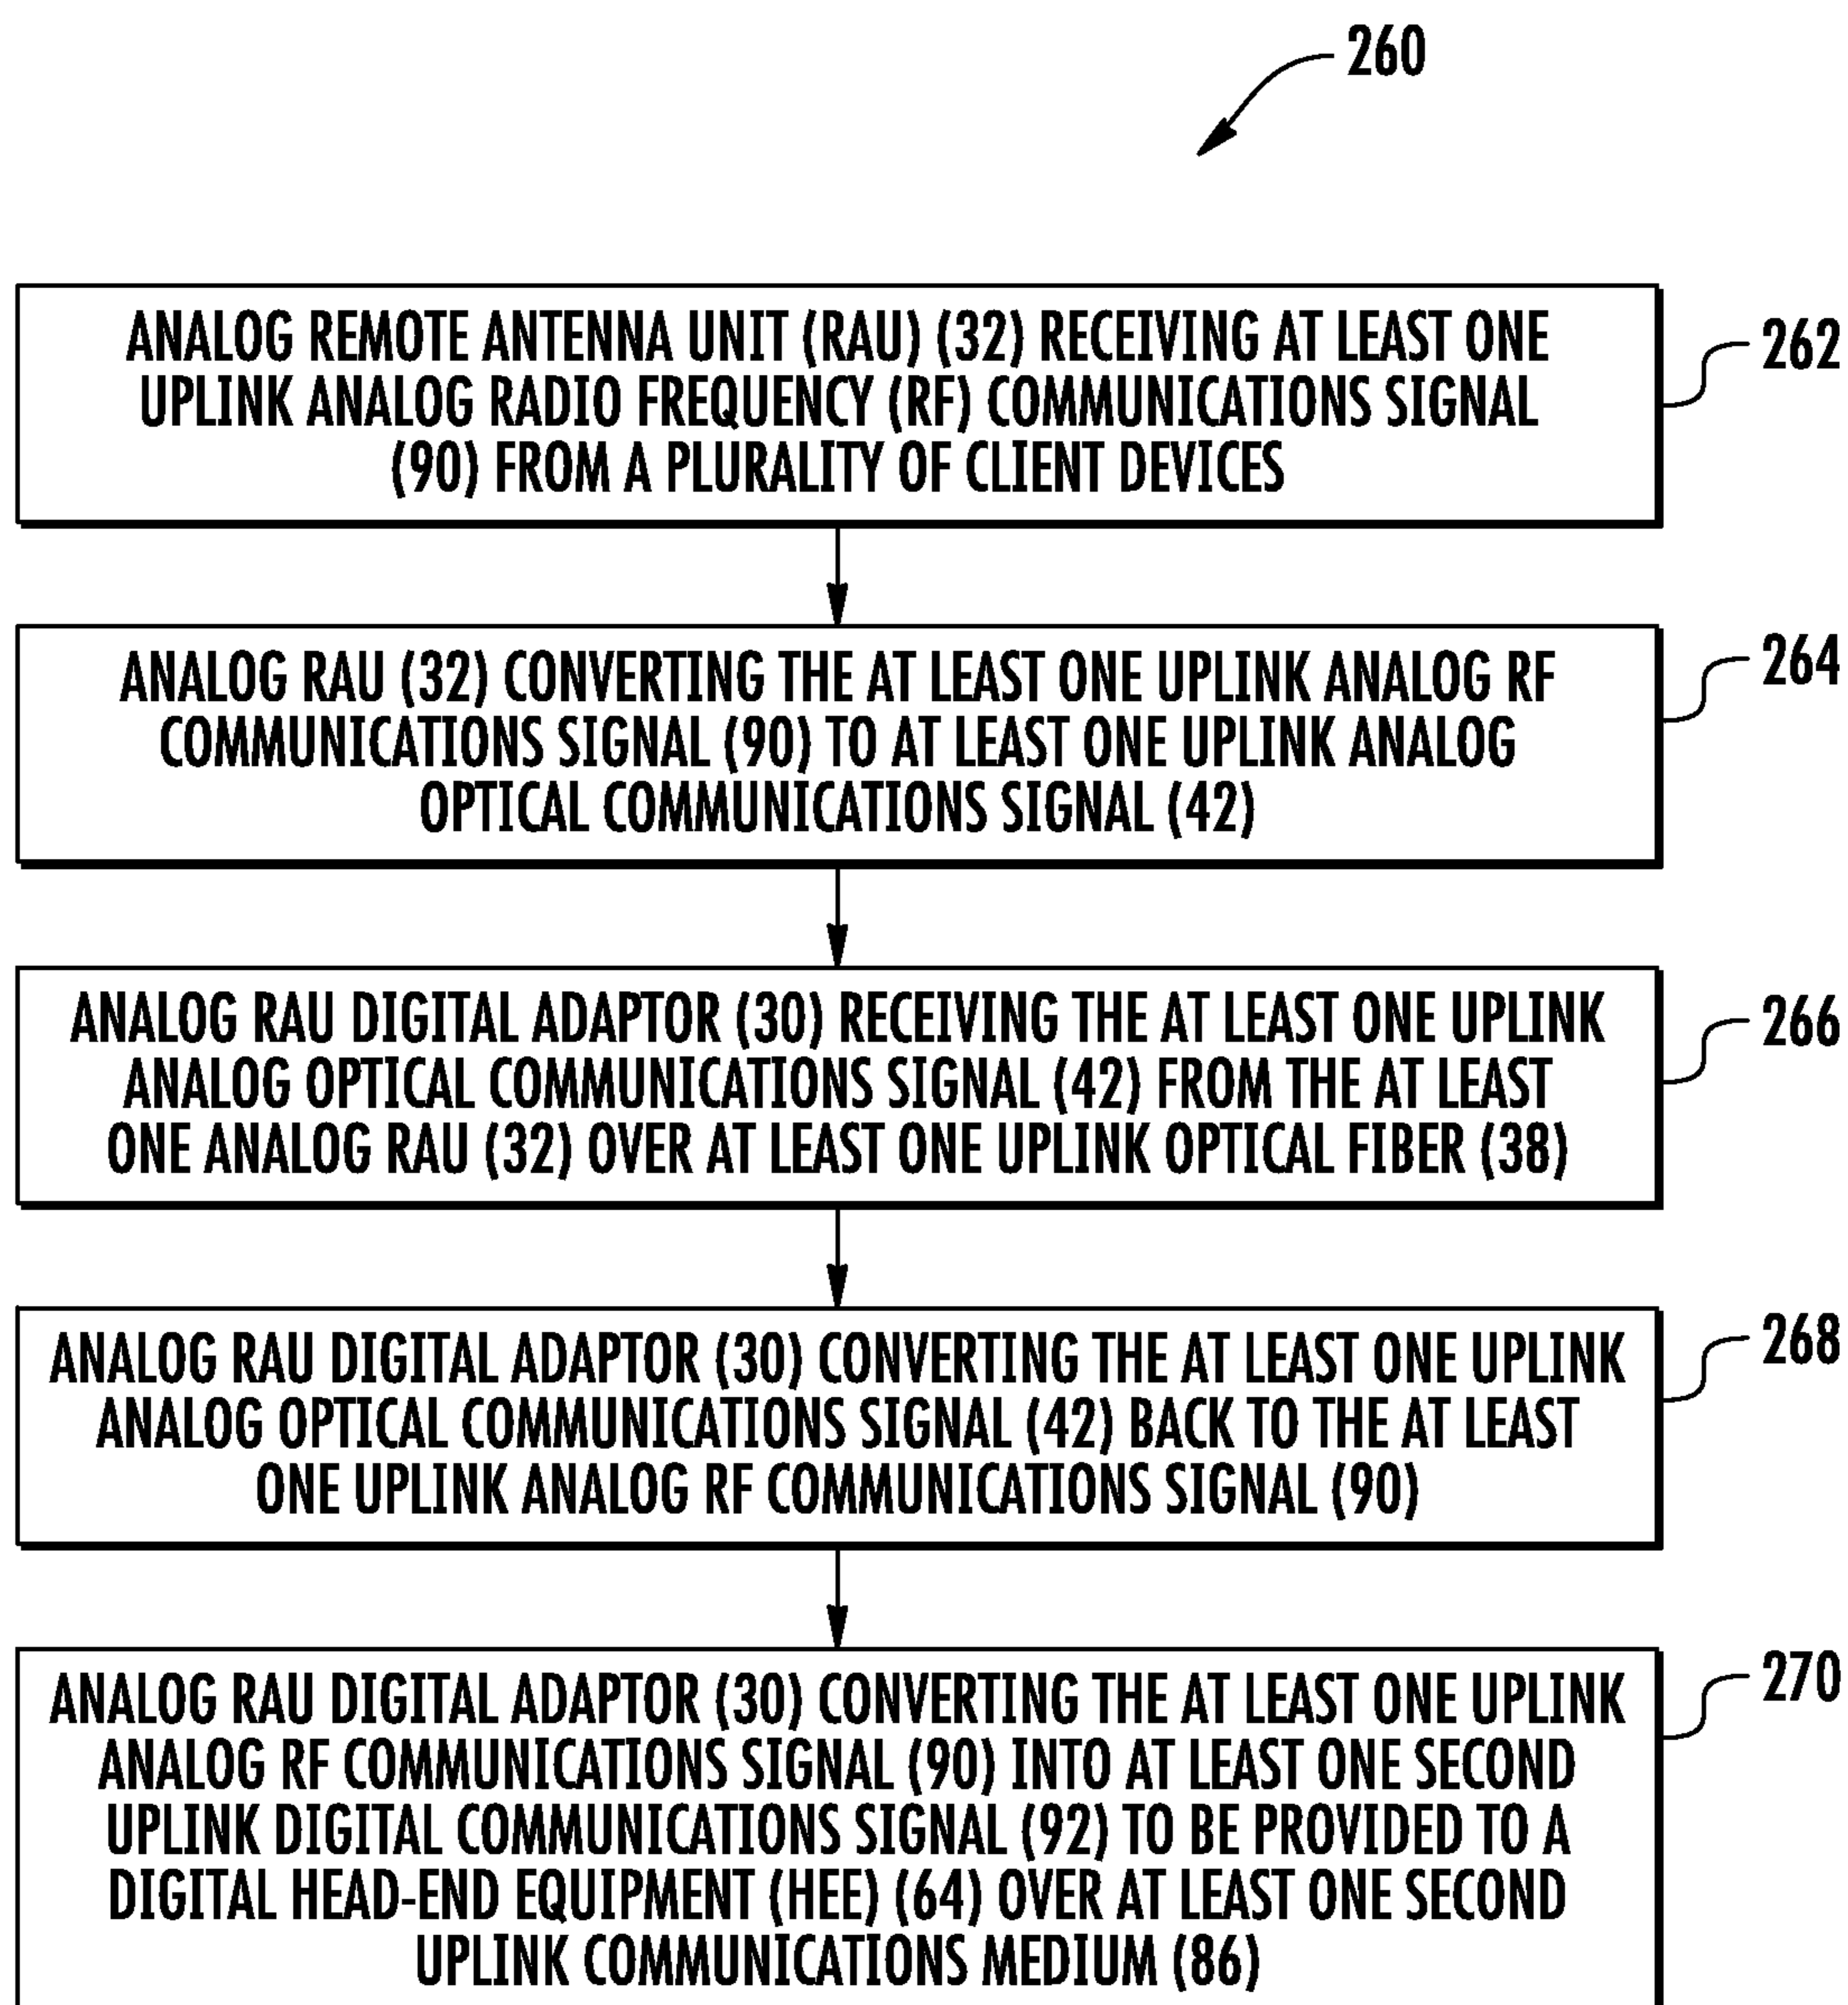 260
ANALOG REMOTE ANTENNA UNIT (RAU) (32) RECEIVING AT LEAST ONE
UPLINK ANALOG RADIO FREQUENCY (RF) COMMUNICATIONS SIGNAL
(90) FROM A PLURALITY OF CLIENT DEVICES
262
ANALOG RAU (32) CONVERTING THE AT LEAST ONE UPLINK ANALOG RF
COMMUNICATIONS SIGNAL (90) TO AT LEAST ONE UPLINK ANALOG
OPTICAL COMMUNICATIONS SIGNAL (42)
264
ANALOG RAU DIGITAL ADAPTOR (30) RECEIVING THE AT LEAST ONE UPLINK
ANALOG OPTICAL COMMUNICATIONS SIGNAL (42) FROM THE AT LEAST
ONE ANALOG RAU (32) OVER AT LEAST ONE UPLINK OPTICAL FIBER (38)
266
ANALOG RAU DIGITAL ADAPTOR (30) CONVERTING THE AT LEAST ONE UPLINK
ANALOG OPTICAL COMMUNICATIONS SIGNAL (42) BACK TO THE AT LEAST
ONE UPLINK ANALOG RF COMMUNICATIONS SIGNAL (90)
268
ANALOG RAU DIGITAL ADAPTOR (30) CONVERTING THE AT LEAST ONE UPLINK
ANALOG RF COMMUNICATIONS SIGNAL (90) INTO AT LEAST ONE SECOND
UPLINK DIGITAL COMMUNICATIONS SIGNAL (92) TO BE PROVIDED TO A
DIGITAL HEAD-END EQUIPMENT (HEE) (64) OVER AT LEAST ONE SECOND
UPLINK COMMUNICATIONS MEDIUM (86)
270